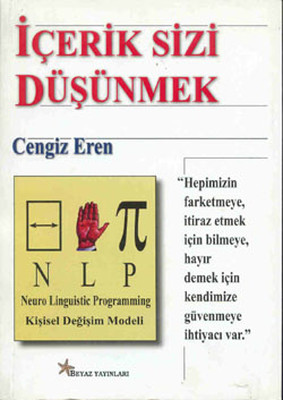 İÇERİK SİZİ
DÜŞÜNMEK
Cengiz Eren
"Hepimizin
farketmeye,
itiraz etmek
için bilmeye,
hayır
demek için
kendimize
güvenmeye
ihtiyacı var."
π
N L P
Neuro Linguistic Programming
Kişisel Değişim Modeli
BEYAZ YAYINLARI